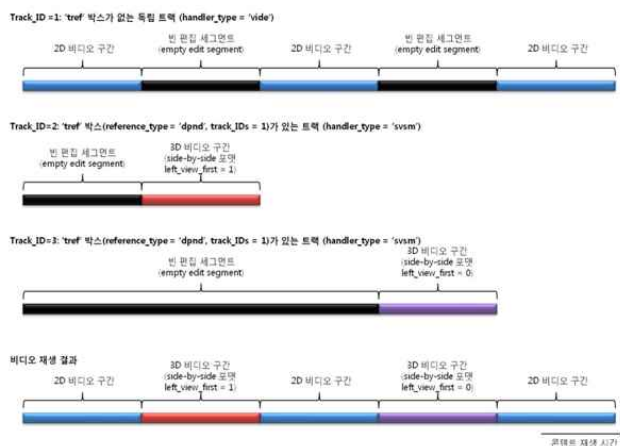 Track_ID =1: 'tref' 박스가 없는 독립 트랙 (handler_type = 'vide')
2D 비디오 구간
빈 편집 세그먼트
(empty edit segment)
2D 비디오 구간
빈 편집 세그먼트
(empty edit segment)
2D 비디오 구간
Track_ID=2: 'tref' 박스(reference_type = 'dpnd', track_IDs = 1)가 있는 트랙 (handler_type = 'svsm')
빈 편집 세그먼트
(empty edit segment)
3D 비디오 구간
(side-by-side 포맷
left_view_first = 1)
Track_ID=3: 'tref' 박스(reference_type = 'dpnd', track_IDs = 1)가 있는 트랙 (handler_type = 'svsm')
빈 편집 세그먼트
(empty edit segment)
3D 비디오 구간
(side-by-side 포맷
left_view_first = 0)
비디오 재생 결과
2D 비디오 구간
3D 비디오 구간
(side-by-side 포맷
left_view_first = 1)
2D 비디오 구간
3D 비디오 구간
(side-by-side 포맷
left_view_first = 0)
2D 비디오 구간
콘텐트 재생 시간